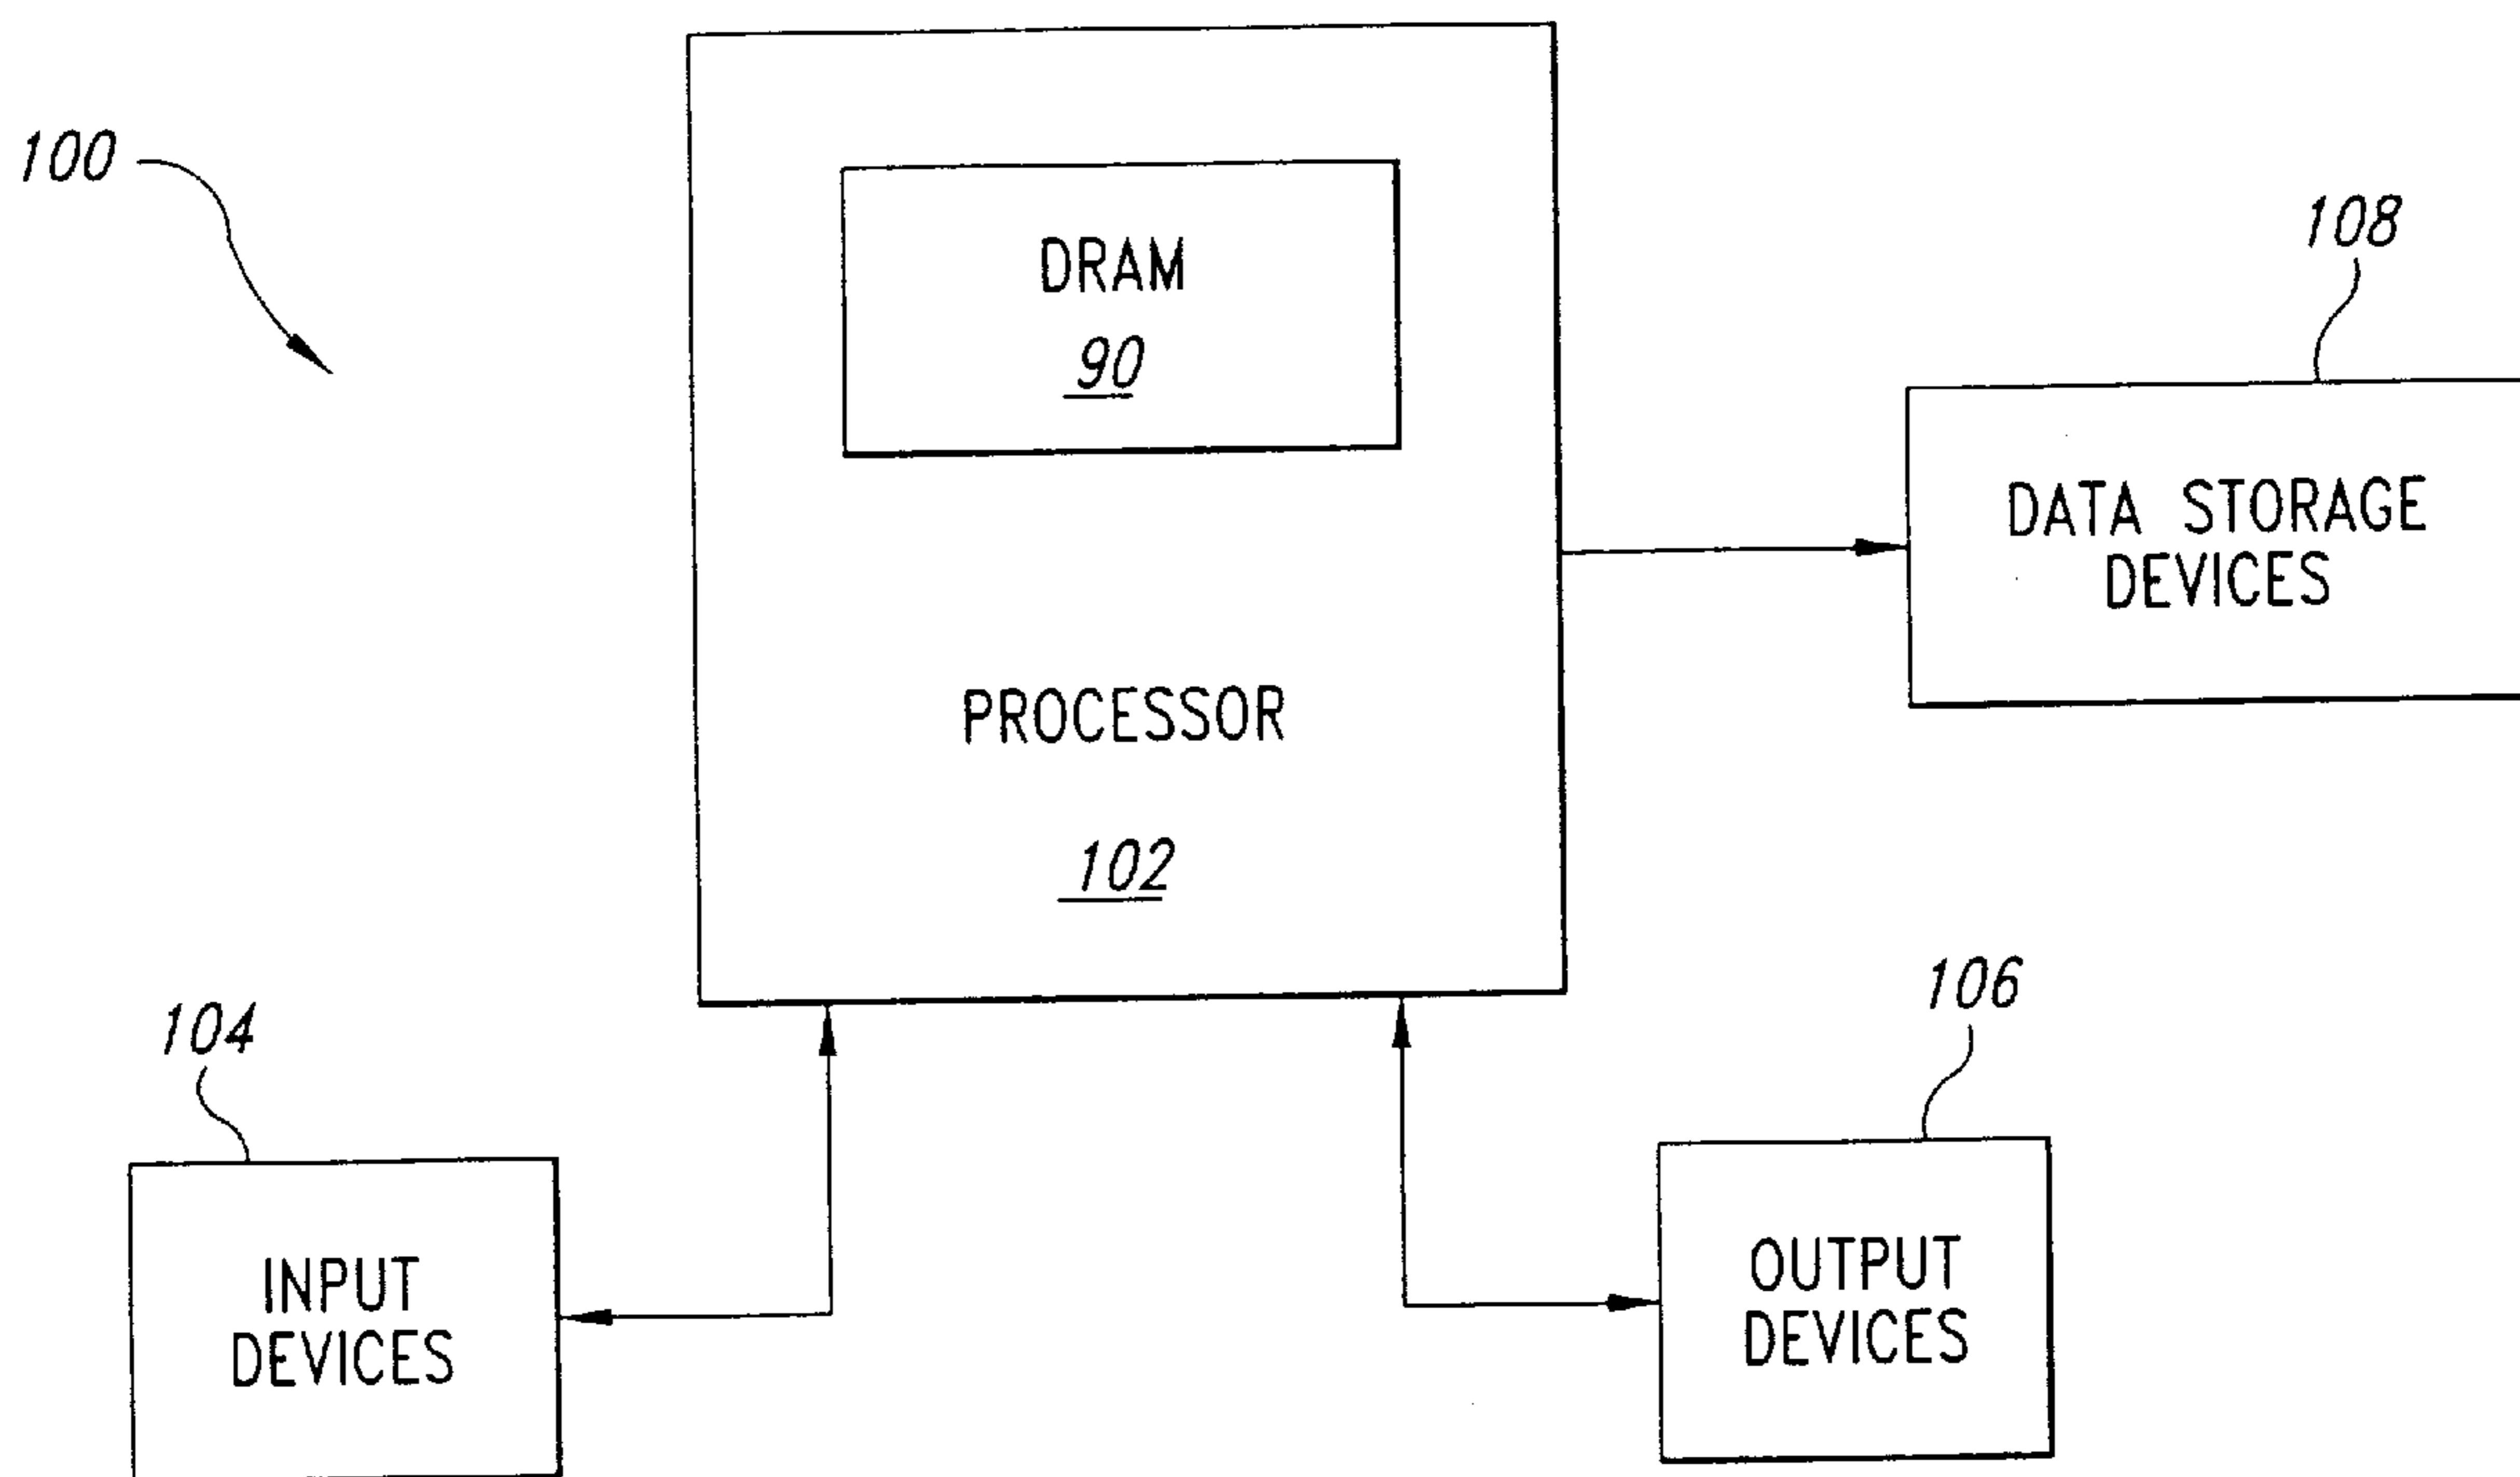 100
DRAM
90
108
DATA STORAGE
DEVICES
PROCESSOR
102
104
106
INPUT
DEVICES
OUTPUT
DEVICES